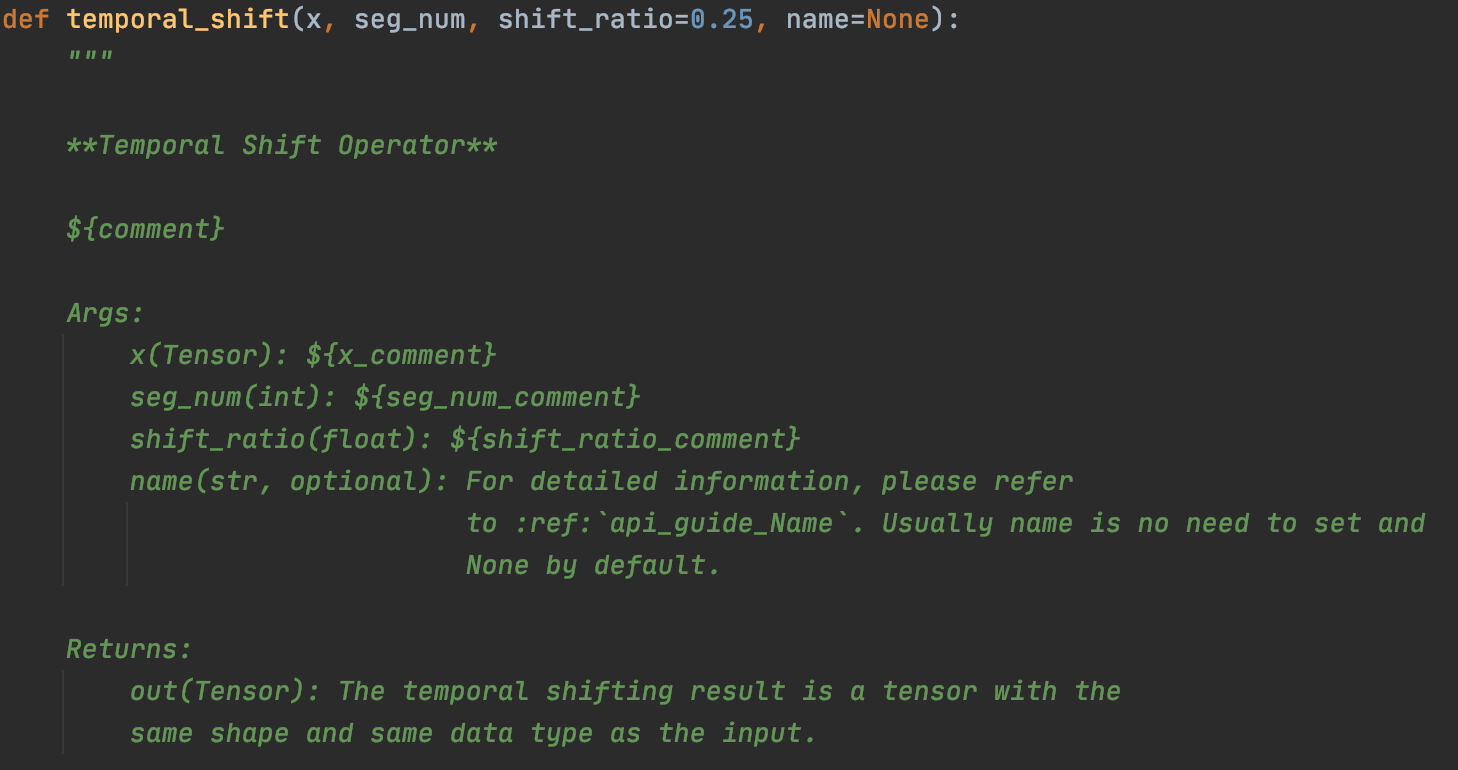 def temporal_shift(x, seg_num, shift_ratio=0.25, name=None):
"""
**Temporal Shift Operator**
${comment}
Args:
x(Tensor): ${x_comment}
seg_num(int): ${seg_num_comment}
shift_ratio(float): ${shift_ratio_comment}
name(str, optional): For detailed information, please refer
to :ref:`api_guide_Name`. Usually name is no need to set and
None by default.
Returns:
out(Tensor): The temporal shifting result is a tensor with the
same shape and same data type as the input.